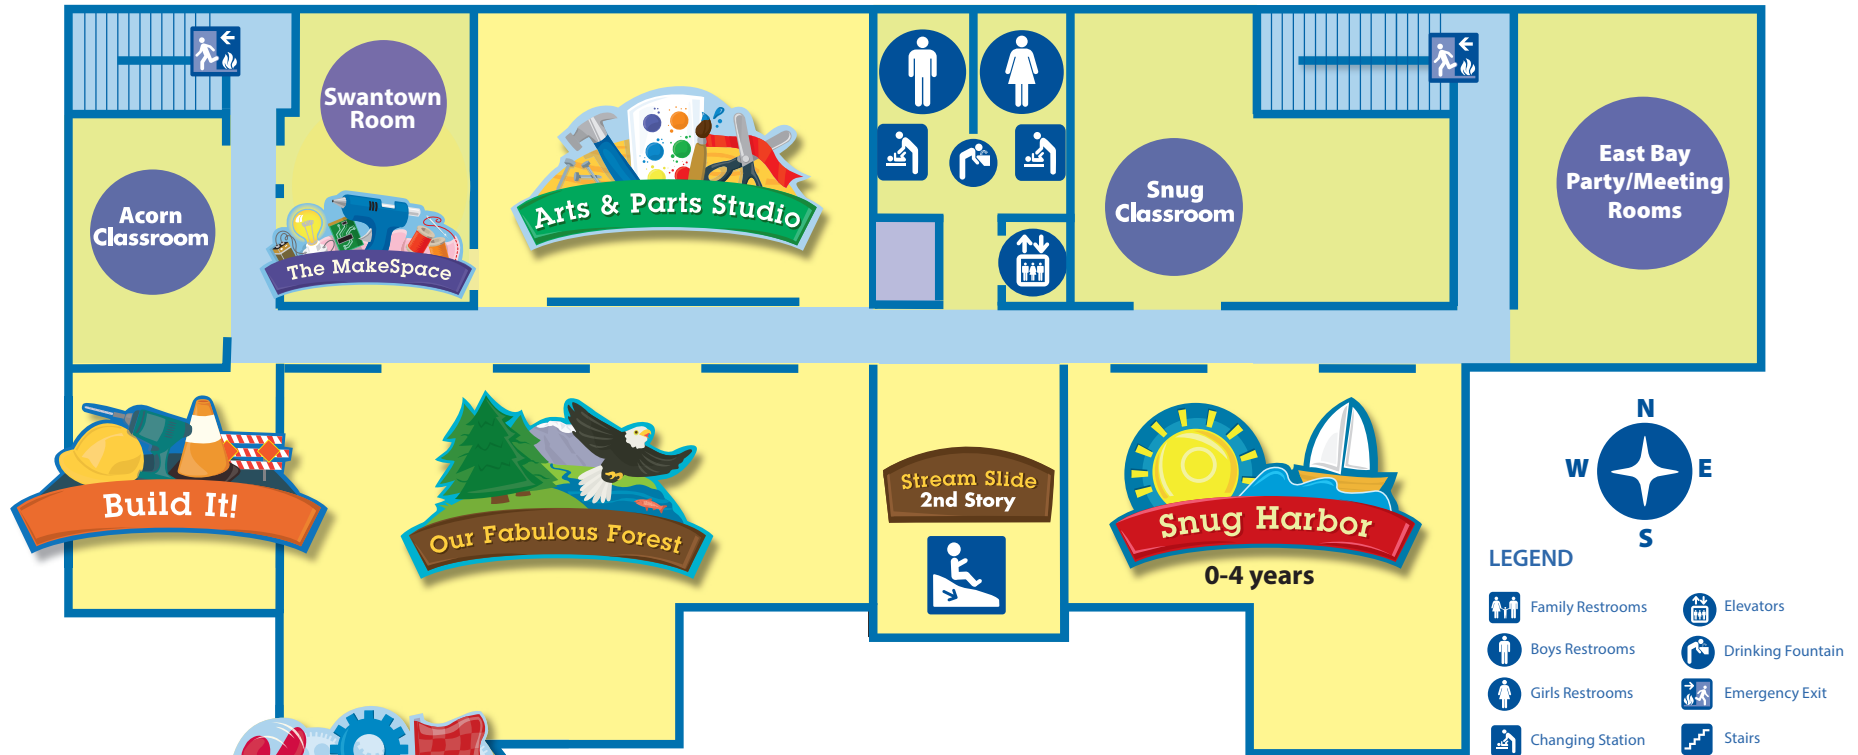 Swantown
Room
Acorn
Classroom
The MakeSpace
Arts & Parts Studio
Snug
Classroom
East Bay
Party/Meeting
Rooms
Build It!
Our Fabulous Forest
Stream Slide
2nd Story
Snug Harbor
0-4 years
N
W
E
S
LEGEND
Family Restrooms
Elevators
Boys Restrooms
Drinking Fountain
Girls Restrooms
Emergency Exit
Changing Station
Stairs